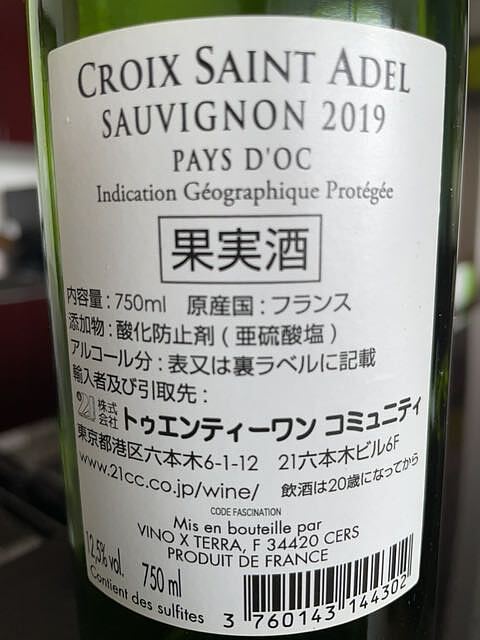 CROIX SAINT ADEL
SAUVIGNON 2019
PAYS D'OC
Indication Géographique Protégée
果実酒
内容量 : 750ml 原産国 : フランス
添加物 : 酸化防止剤 ( 亜硫酸塩 )
アルコール分 : 表又は裏ラベルに記載
輸入者及び引取先 :
21 株式会社 トゥエンティーワン コミュニティ
東京都港区六本木6-1-12 21六本木ビル6F
www.21cc.co.jp/wine/ 飲酒は20歳になってから
CODE FASCINATION
Mis en bouteille par
VINO X TERRA, F 34420 CERS
PRODUIT DE FRANCE
12,5% vol. 750 ml
Contient des sulfites
3 760143 144302